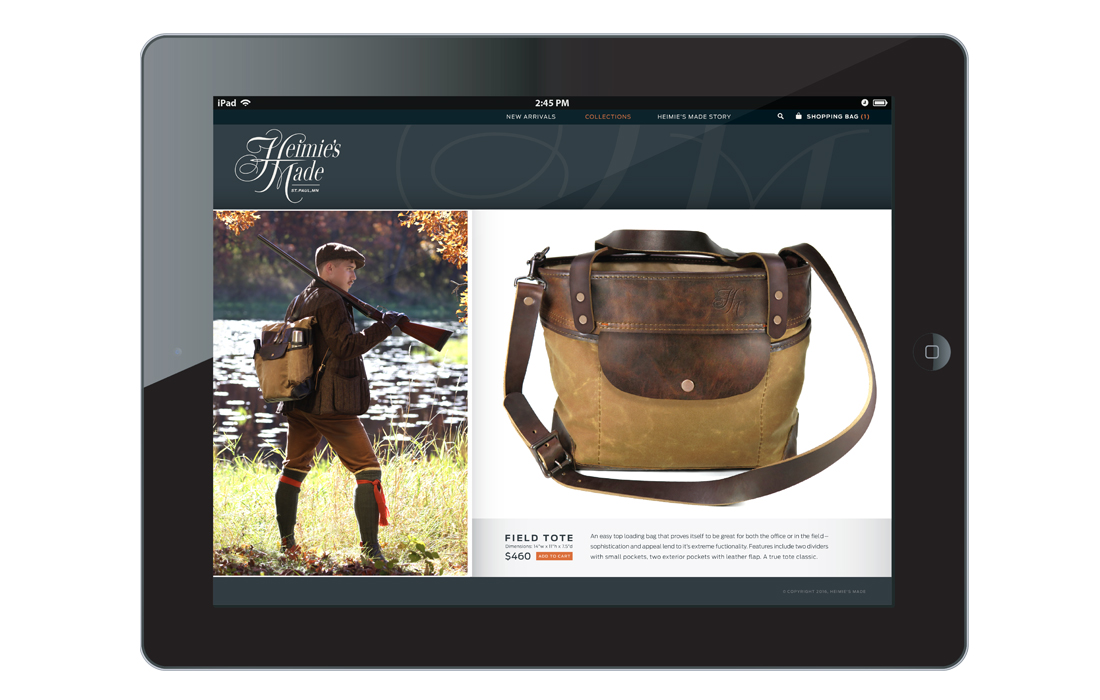 iPad 2:45 PM
NEW ARRIVALS COLLECTIONS HEIMIE'S MADE STORY SHOPPING BAG (1)
Heimie's
Made
ST. PAUL, MN
FIELD TOTE
Dimensions: 14"w x 11"h x 7.5"d
$460 ADD TO CART
An easy top loading bag that proves itself to be great for both the office or in the field –
sophistication and appeal lend to it's extreme fuctionality. Features include two dividers
with small pockets, two exterior pockets with leather flap. A true tote classic.
© COPYRIGHT 2016, HEIMIE'S MADE